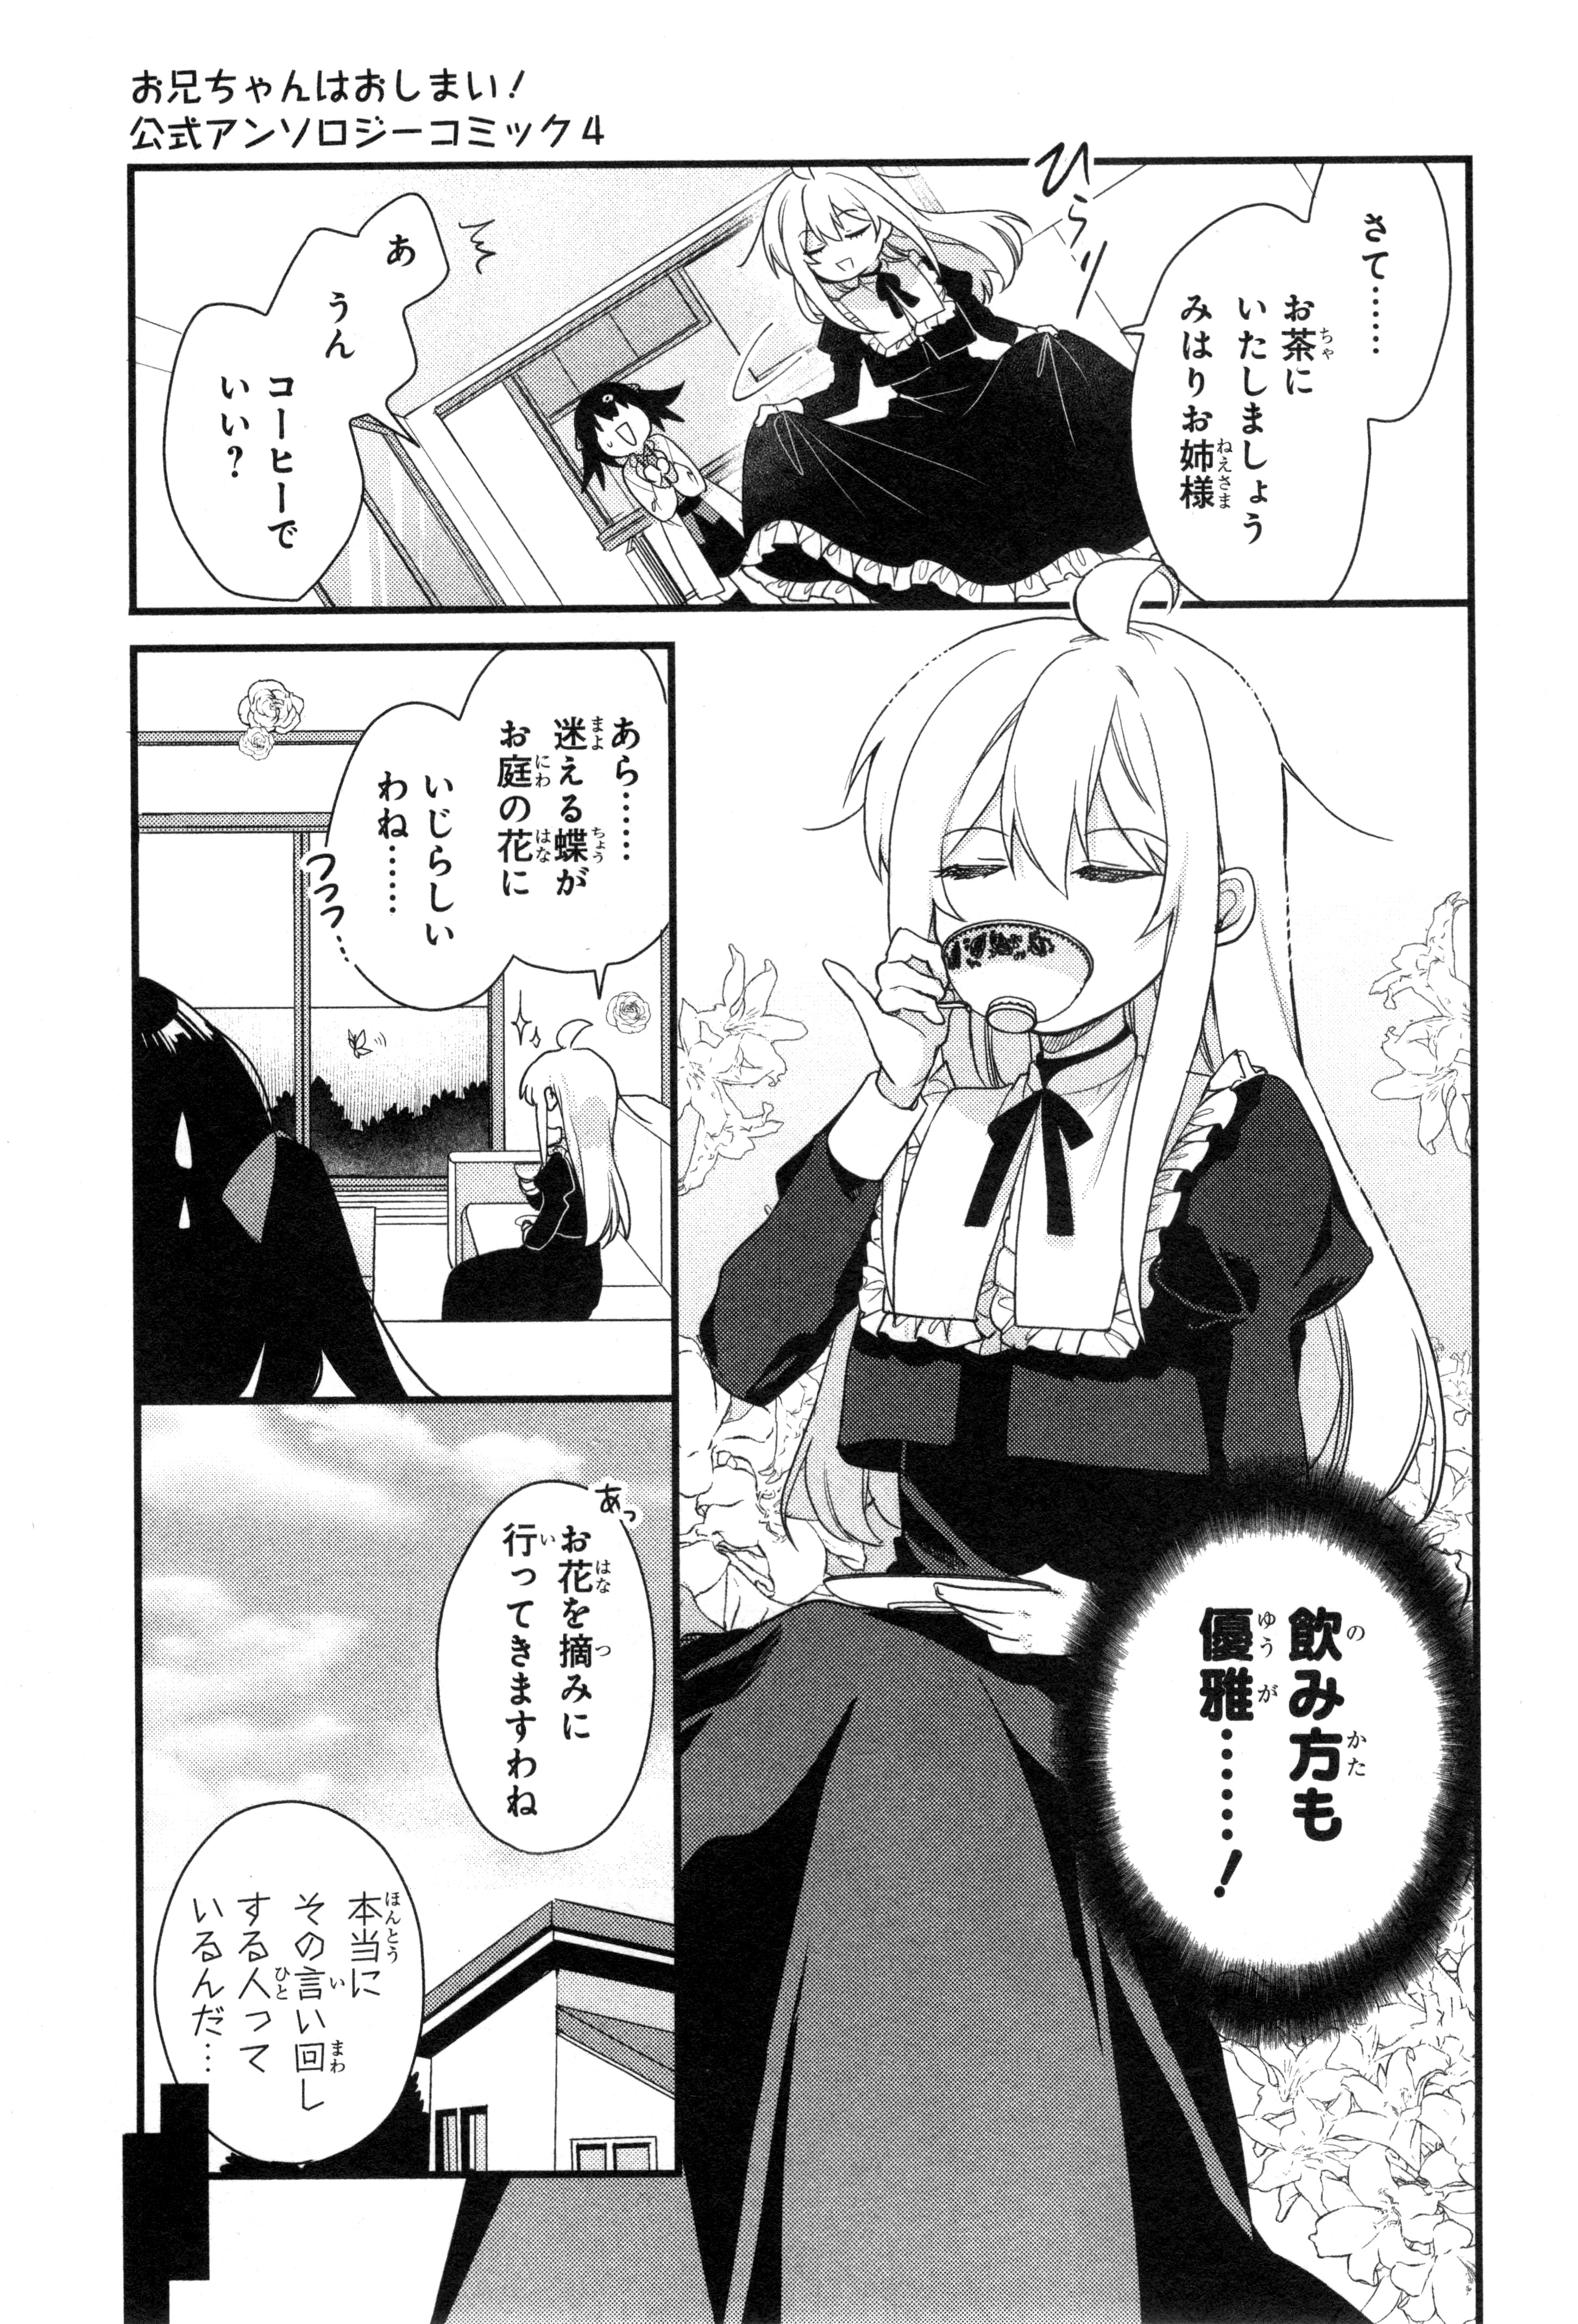 お兄ちゃんはおしまい!
公式アンソロジーコミック4
さて……
お茶に
いたしましょう
みはりお姉様
ひらり
あ
うん
コーヒーで
いい?
飲み方も
優雅……!
あら……
迷える蝶が
お庭の花に
いじらしい
わね……
フフフ…
あっ
お花を摘みに
行ってきますわね
本当に
その言い回し
する人って
いるんだ…